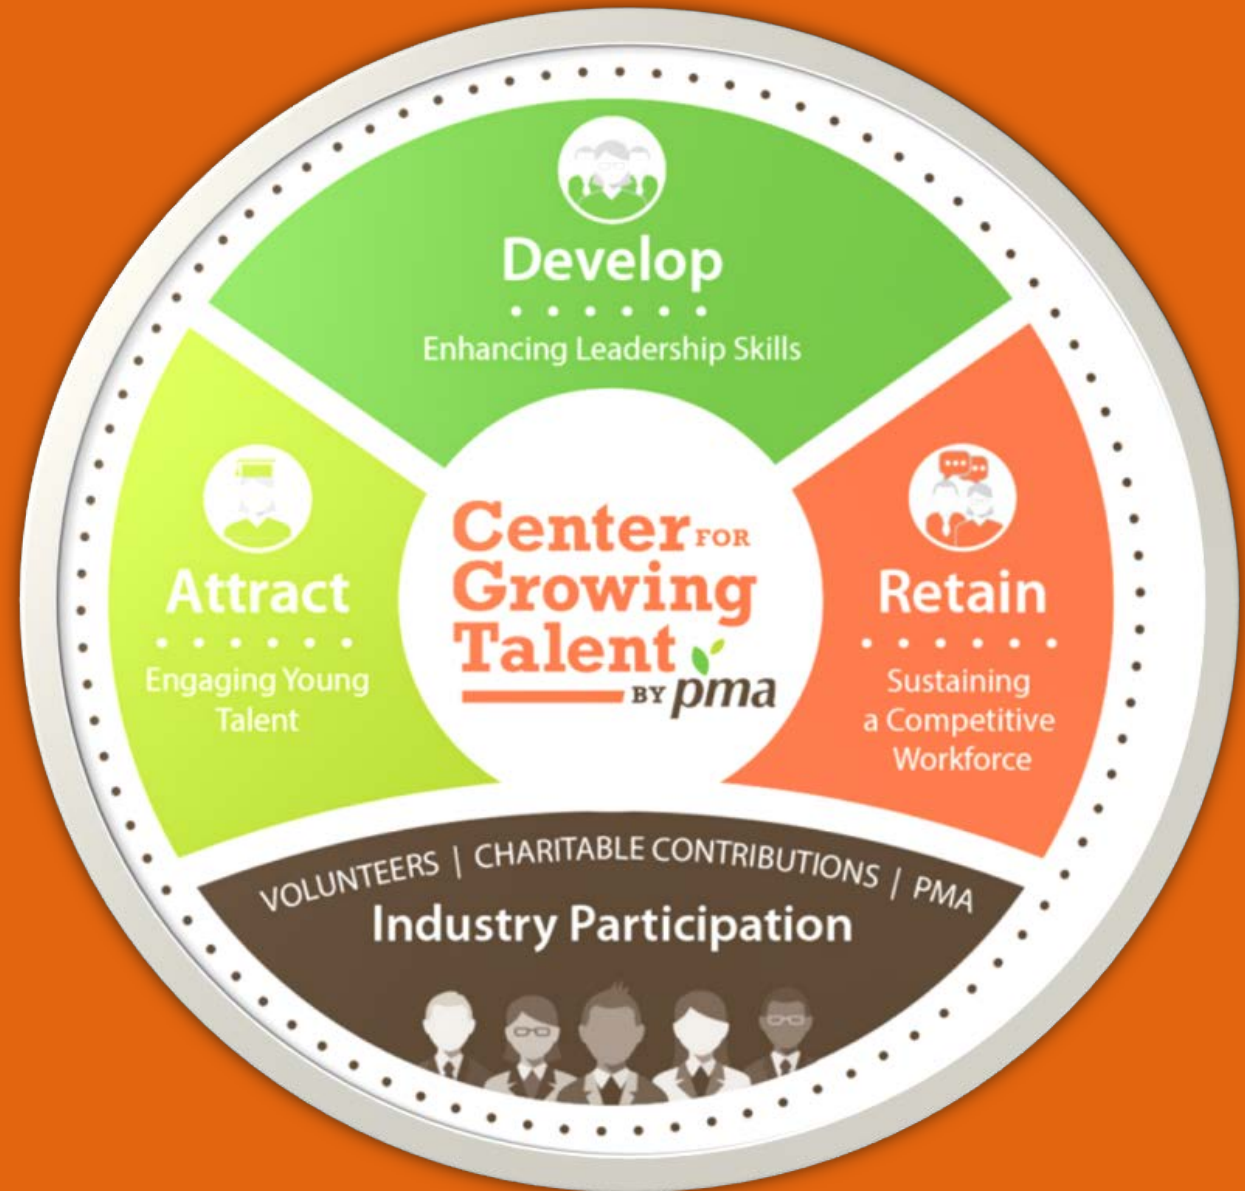 Develop
Enhancing Leadership Skills
Attract
Engaging Young
Talent
Center FOR
Growing
Talent
BY pma
Retain
Sustaining
a Competitive
Workforce
VOLUNTEERS | CHARITABLE CONTRIBUTIONS | PMA
Industry Participation